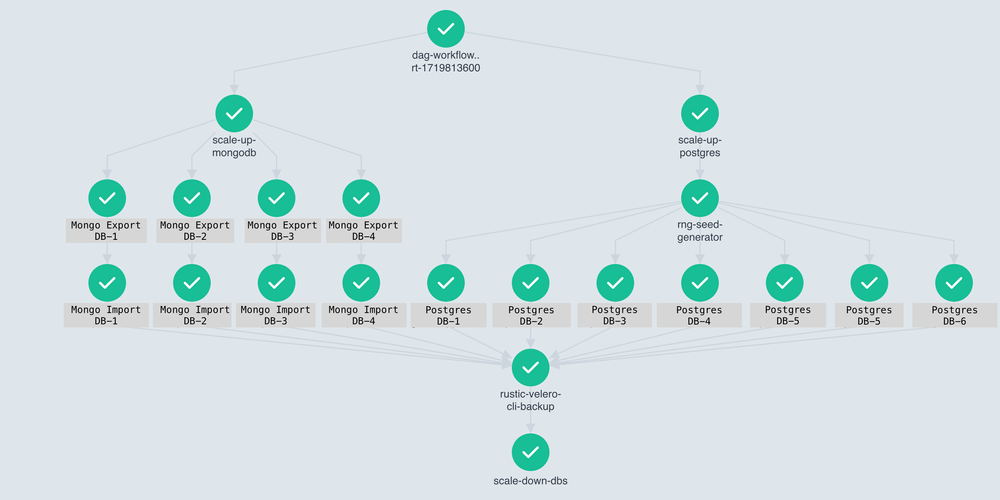 dag-workflow..
rt-1719813600
scale-up-
mongodb
scale-up-
postgres
Mongo Export
DB-1
Mongo Export
DB-2
Mongo Export
DB-3
Mongo Export
DB-4
rng-seed-
generator
Mongo Import
DB-1
Mongo Import
DB-2
Mongo Import
DB-3
Mongo Import
DB-4
Postgres
DB-1
Postgres
DB-2
Postgres
DB-3
Postgres
DB-4
Postgres
DB-5
Postgres
DB-5
Postgres
DB-6
rustic-velero-
cli-backup
scale-down-dbs